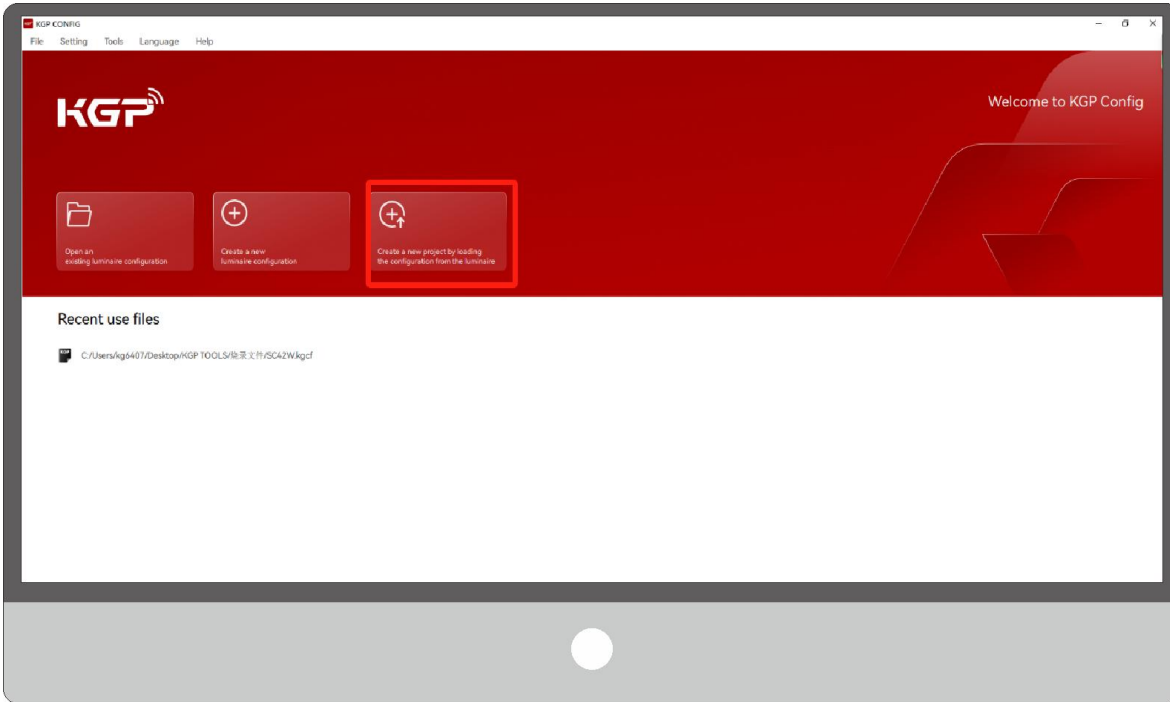 KGP CONFIG
File Setting Tools Language Help
KGP
Welcome to KGP Config
Open an
existing luminaire configuration
Create a new
luminaire configuration
Create a new project by loading
the configuration from the luminaire
Recent use files
C:/Users/kg6407/Desktop/KGP TOOLS/烧录文件/SC42W.kgcf